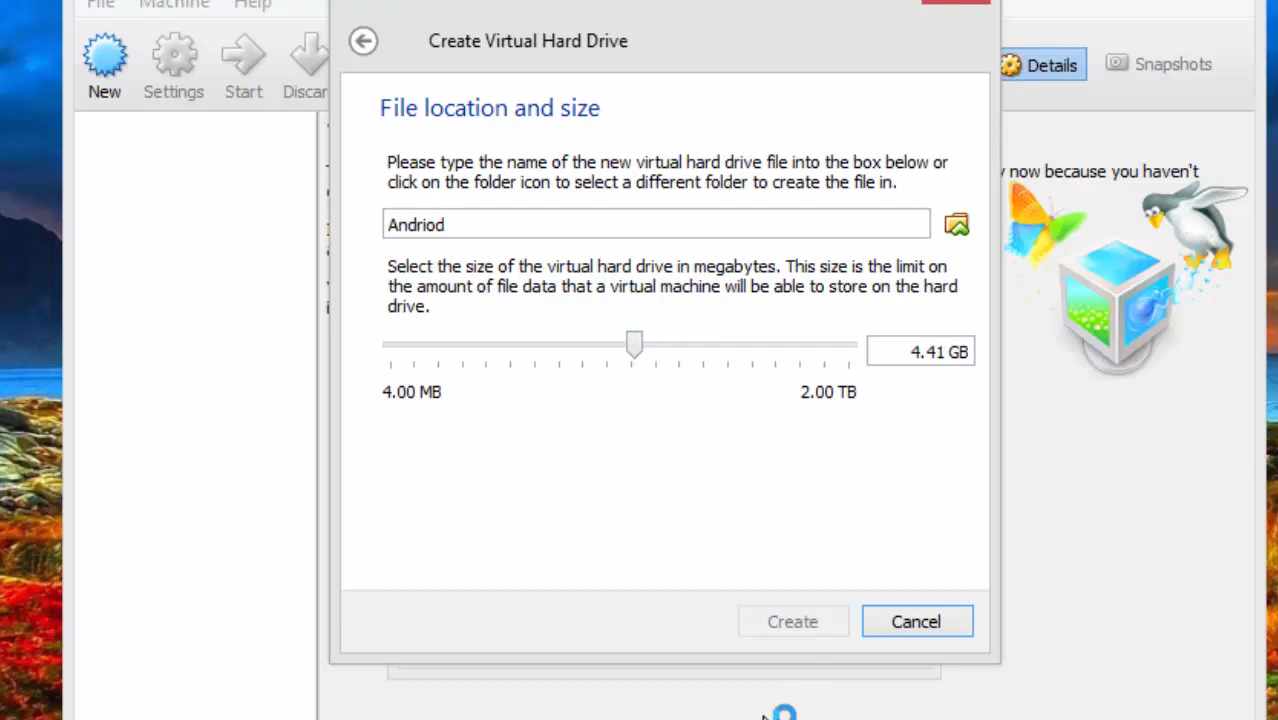 File Machine Help
Create Virtual Hard Drive
New Settings Start Discar
Details Snapshots
File location and size
Please type the name of the new virtual hard drive file into the box below or
click on the folder icon to select a different folder to create the file in.
now because you haven't
Andriod
Select the size of the virtual hard drive in megabytes. This size is the limit on
the amount of file data that a virtual machine will be able to store on the hard
drive.
4.41 GB
4.00 MB 2.00 TB
Create Cancel